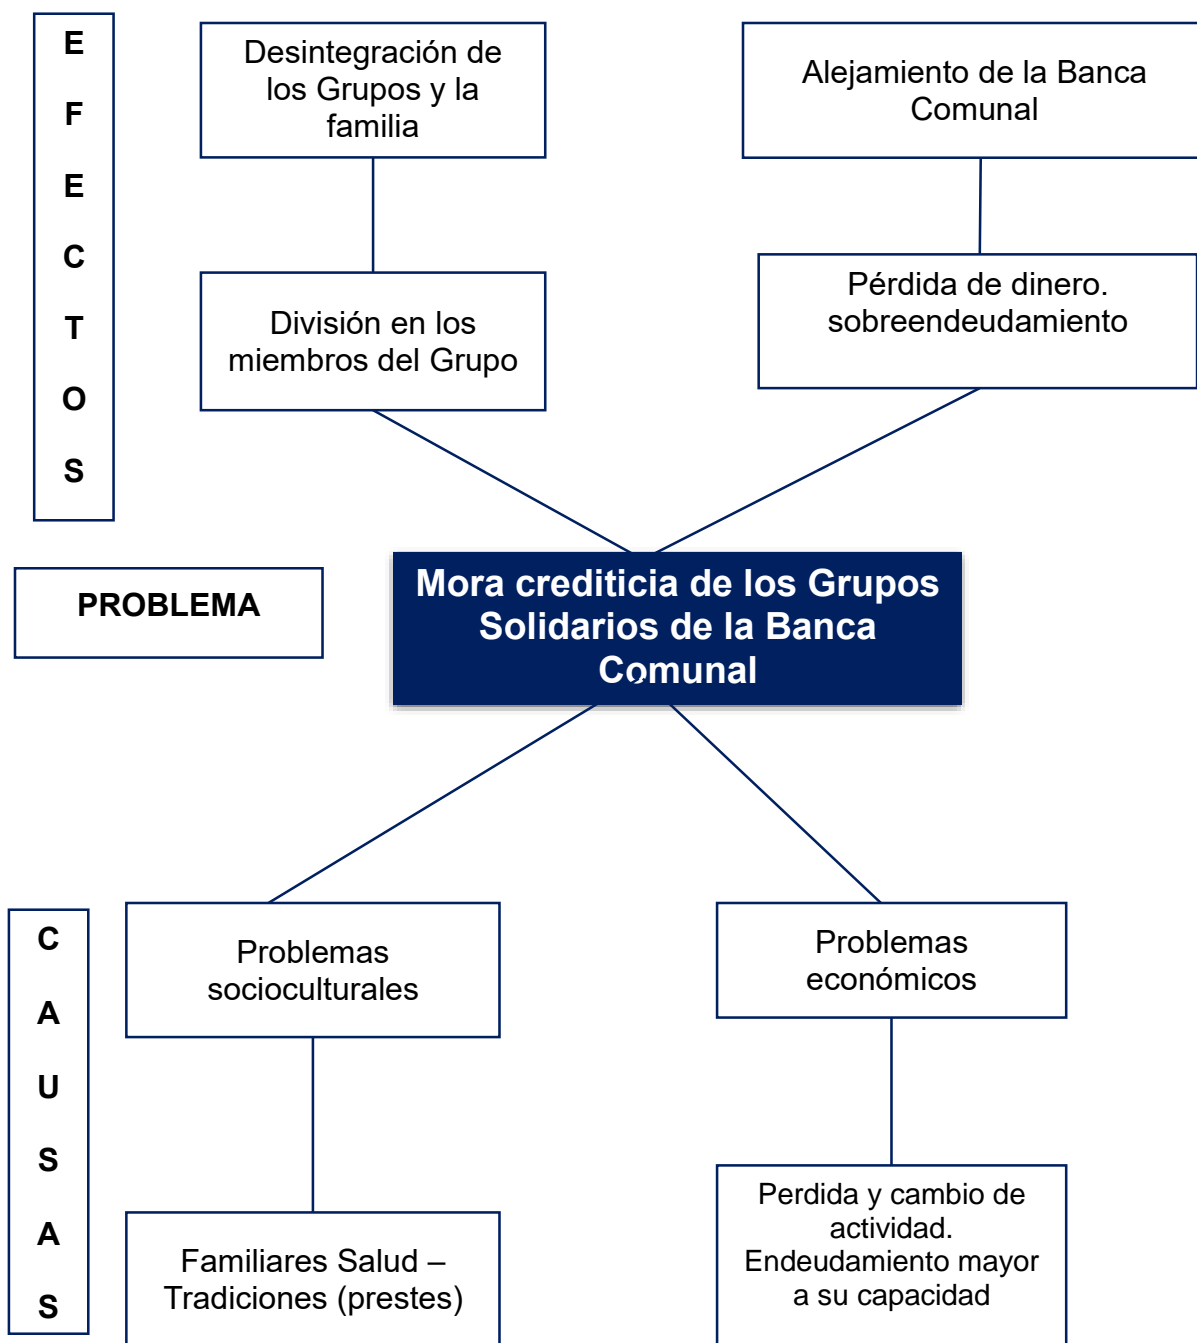 EFECTOS
Desintegración de
los Grupos y la
familia
Alejamiento de la Banca
Comunal
División en los
miembros del Grupo
Pérdida de dinero.
sobreendeudamiento
PROBLEMA
Mora crediticia de los Grupos
Solidarios de la Banca
Comunal
CAUSAS
Problemas
socioculturales
Problemas
económicos
Familiares Salud –
Tradiciones (prestes)
Perdida y cambio de
actividad.
Endeudamiento mayor
a su capacidad